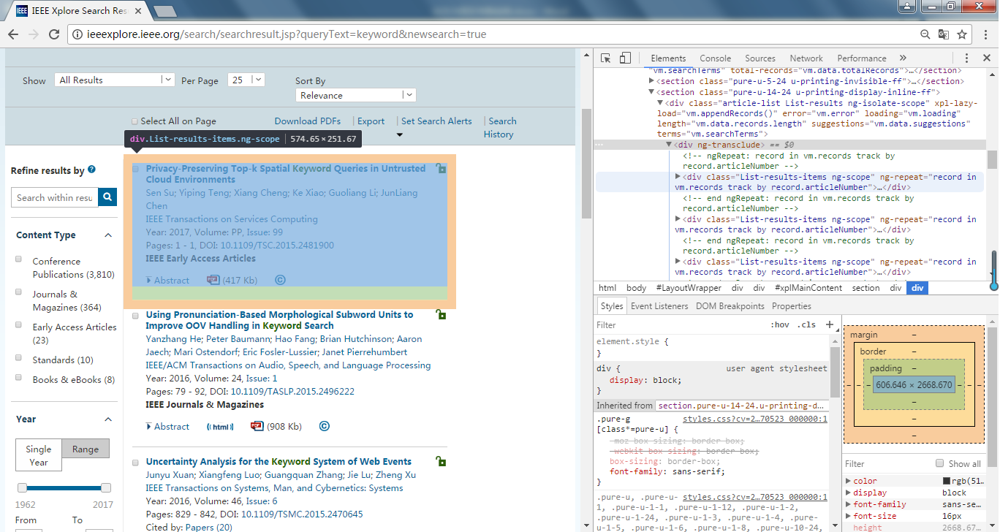 IEEE Xplore Search Res
ieeexplore.ieee.org/search/searchresult.jsp?queryText=keyword&newsearch=true
Show All Results Per Page 25 Sort By
Relevance
Select All on Page Download PDFs Export Set Search Alerts Search
History
div.List-results-items.ng-scope 574.65×251.67
Refine results by
Search within resu
Content Type
Conference
Publications (3,810)
Journals &
Magazines (364)
Early Access Articles
(23)
Standards (10)
Books & eBooks (8)
Year
Single
Year
Range
1962 2017
From To
Privacy-Preserving Top-k Spatial Keyword Queries in Untrusted
Cloud Environments
Sen Su; Yiping Teng; Xiang Cheng; Ke Xiao; Guoliang Li; JunLiang
Chen
IEEE Transactions on Services Computing
Year: 2017, Volume: PP, Issue: 99
Pages: 1 - 1, DOI: 10.1109/TSC.2015.2481900
IEEE Early Access Articles
Abstract PDF (417 Kb) ©
Using Pronunciation-Based Morphological Subword Units to
Improve OOV Handling in Keyword Search
Yanzhang He; Peter Baumann; Hao Fang; Brian Hutchinson; Aaron
Jaech; Mari Ostendorf; Eric Fosler-Lussier; Janet Pierrehumbert
IEEE/ACM Transactions on Audio, Speech, and Language Processing
Year: 2016, Volume: 24, Issue: 1
Pages: 79 - 92, DOI: 10.1109/TASLP.2015.2496222
IEEE Journals & Magazines
Abstract ((html)) PDF (908 Kb) ©
Uncertainty Analysis for the Keyword System of Web Events
Junyu Xuan; Xiangfeng Luo; Guangquan Zhang; Jie Lu; Zheng Xu
IEEE Transactions on Systems, Man, and Cybernetics: Systems
Year: 2016, Volume: 46, Issue: 6
Pages: 829 - 842, DOI: 10.1109/TSMC.2015.2470645
Cited by: Papers (20)
Elements Console Sources Network Performance »
"vm.searchTerms" total-records="vm.data.totalRecords">…</section>
<section class="pure-u-5-24 u-printing-invisible-ff">…</section>
<section class="pure-u-14-24 u-printing-display-inline-ff">
<div class="article-list List-results ng-isolate-scope" xpl-lazy-
load="vm.appendRecords()" error="vm.error" loading="vm.loading"
length="vm.data.records.length" suggestions="vm.data.suggestions"
terms="vm.searchTerms">
<div ng-transclude> == $0
<!-- ngRepeat: record in vm.records track by
record.articleNumber -->
<div class="List-results-items ng-scope" ng-repeat="record in
vm.records track by record.articleNumber">…</div>
<!-- end ngRepeat: record in vm.records track by
record.articleNumber -->
<div class="List-results-items ng-scope" ng-repeat="record in
vm.records track by record.articleNumber">…</div>
<!-- end ngRepeat: record in vm.records track by
record.articleNumber -->
<div class="List-results-items ng-scope" ng-repeat="record in
vm.records track by record.articleNumber">…</div>
html body #LayoutWrapper div div #xplMainContent section div div
Styles Event Listeners DOM Breakpoints Properties
Filter :hov .cls +
element.style {
}
div { user agent stylesheet
display: block;
}
Inherited from section.pure-u-14-24.u-printing-d…
.pure-g styles.css?cv=2…70523_000000:1
[class*=pure-u] {
-moz-box-sizing: border-box;
-webkit-box-sizing: border-box;
box-sizing: border-box;
font-family: sans-serif;
}
.pure-u, .pure-u- styles.css?cv=2…70523_000000:1
1, .pure-u-1-1, .pure-u-1-12, .pure-u-1-2,
.pure-u-1-24, .pure-u-1-3, .pure-u-1-4, .pure-
u-1-5, .pure-u-1-6, .pure-u-1-8, .pure-u-10-24,
margin –
border –
padding –
– – – 606.646 × 2668.670 – – –
–
–
–
Filter Show all
color rgb(51…
display block
font-family sans-se…
font-size 16px
height 2668.67…